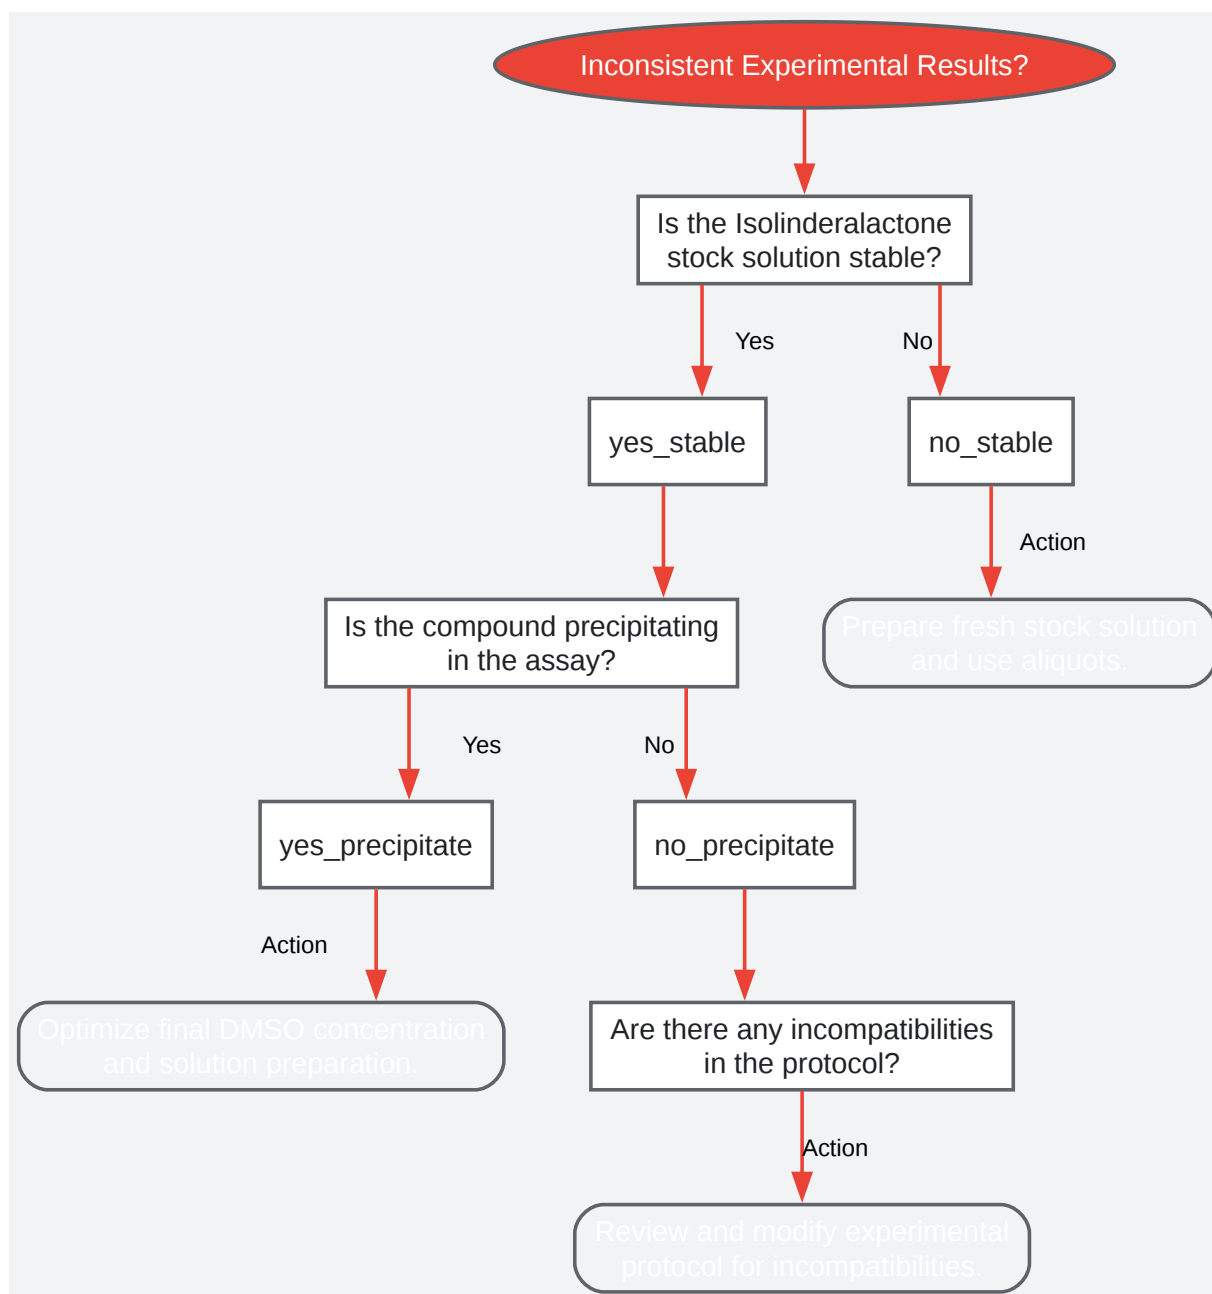 Inconsistent Experimental Results?
Is the Isolinderalactone
stock solution stable?
Yes
No
yes_stable
no_stable
Action
Is the compound precipitating
in the assay?
Prepare fresh stock solution
and use aliquots.
Yes
No
yes_precipitate
no_precipitate
Action
Optimize final DMSO concentration
and solution preparation.
Are there any incompatibilities
in the protocol?
Action
Review and modify experimental
protocol for incompatibilities.